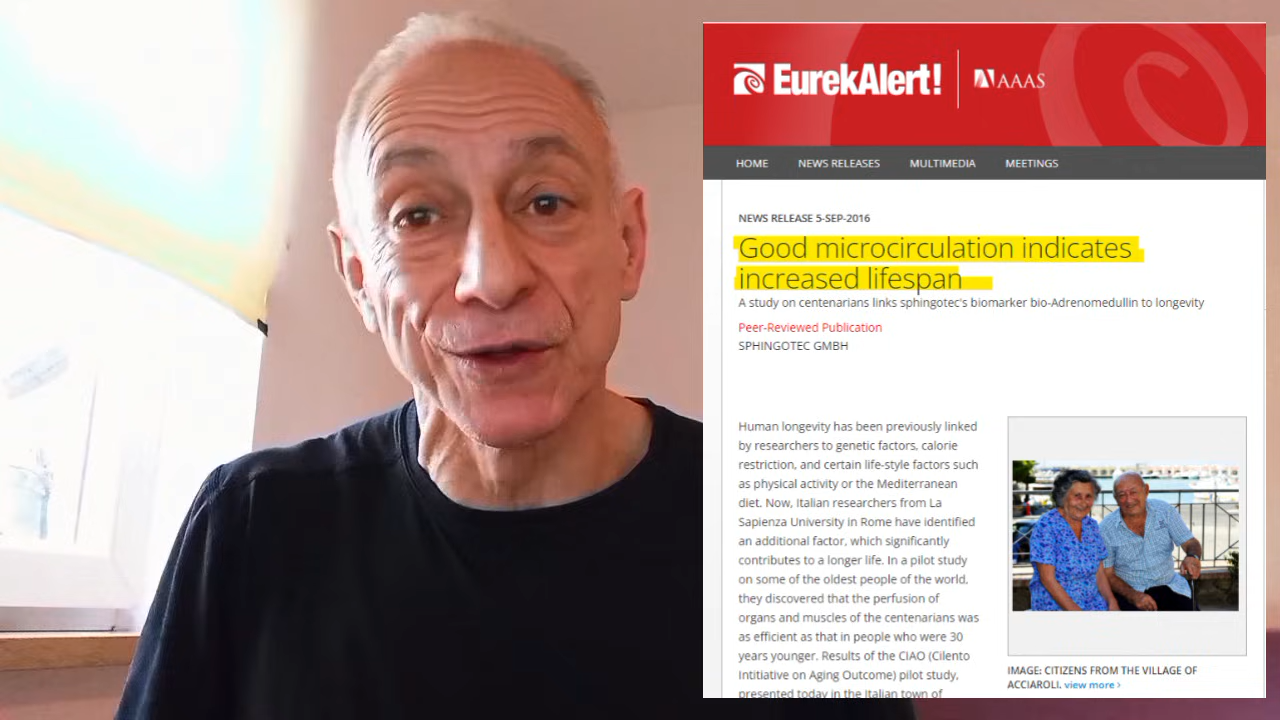 EurekAlert! AAAS
HOME NEWS RELEASES MULTIMEDIA MEETINGS
NEWS RELEASE 5-SEP-2016
Good microcirculation indicates
increased lifespan
A study on centenarians links sphingotec's biomarker bio-Adrenomedullin to longevity
Peer-Reviewed Publication
SPHINGOTEC GMBH
Human longevity has been previously linked
by researchers to genetic factors, calorie
restriction, and certain life-style factors such
as physical activity or the Mediterranean
diet. Now, Italian researchers from La
Sapienza University in Rome have identified
an additional factor, which significantly
contributes to a longer life. In a pilot study
on some of the oldest people of the world,
they discovered that the perfusion of
organs and muscles of the centenarians was
as efficient as that in people who were 30
years younger. Results of the CIAO (Cilento
Intitiative on Aging Outcome) pilot study,
presented today in the Italian town of
IMAGE: CITIZENS FROM THE VILLAGE OF
ACCIAROLI. view more ›